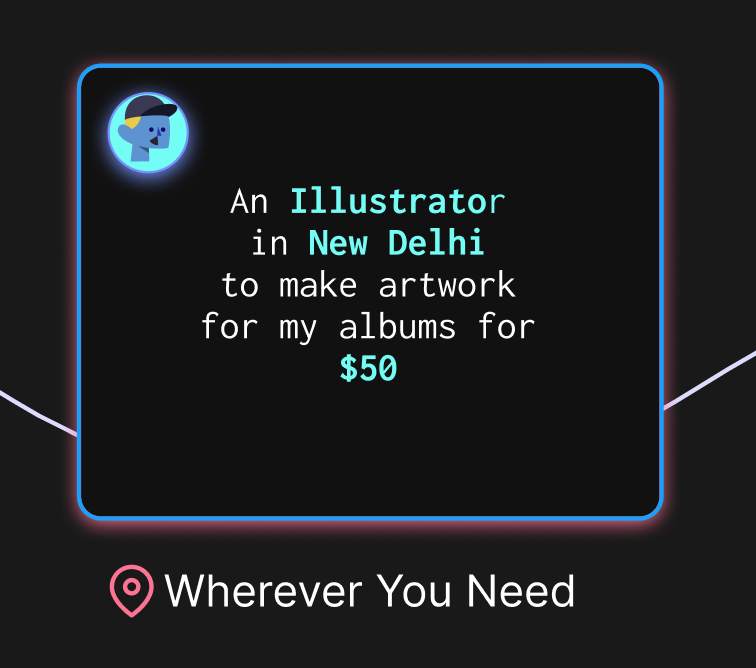 An Illustrator
in New Delhi
to make artwork
for my albums for
$50
Wherever You Need